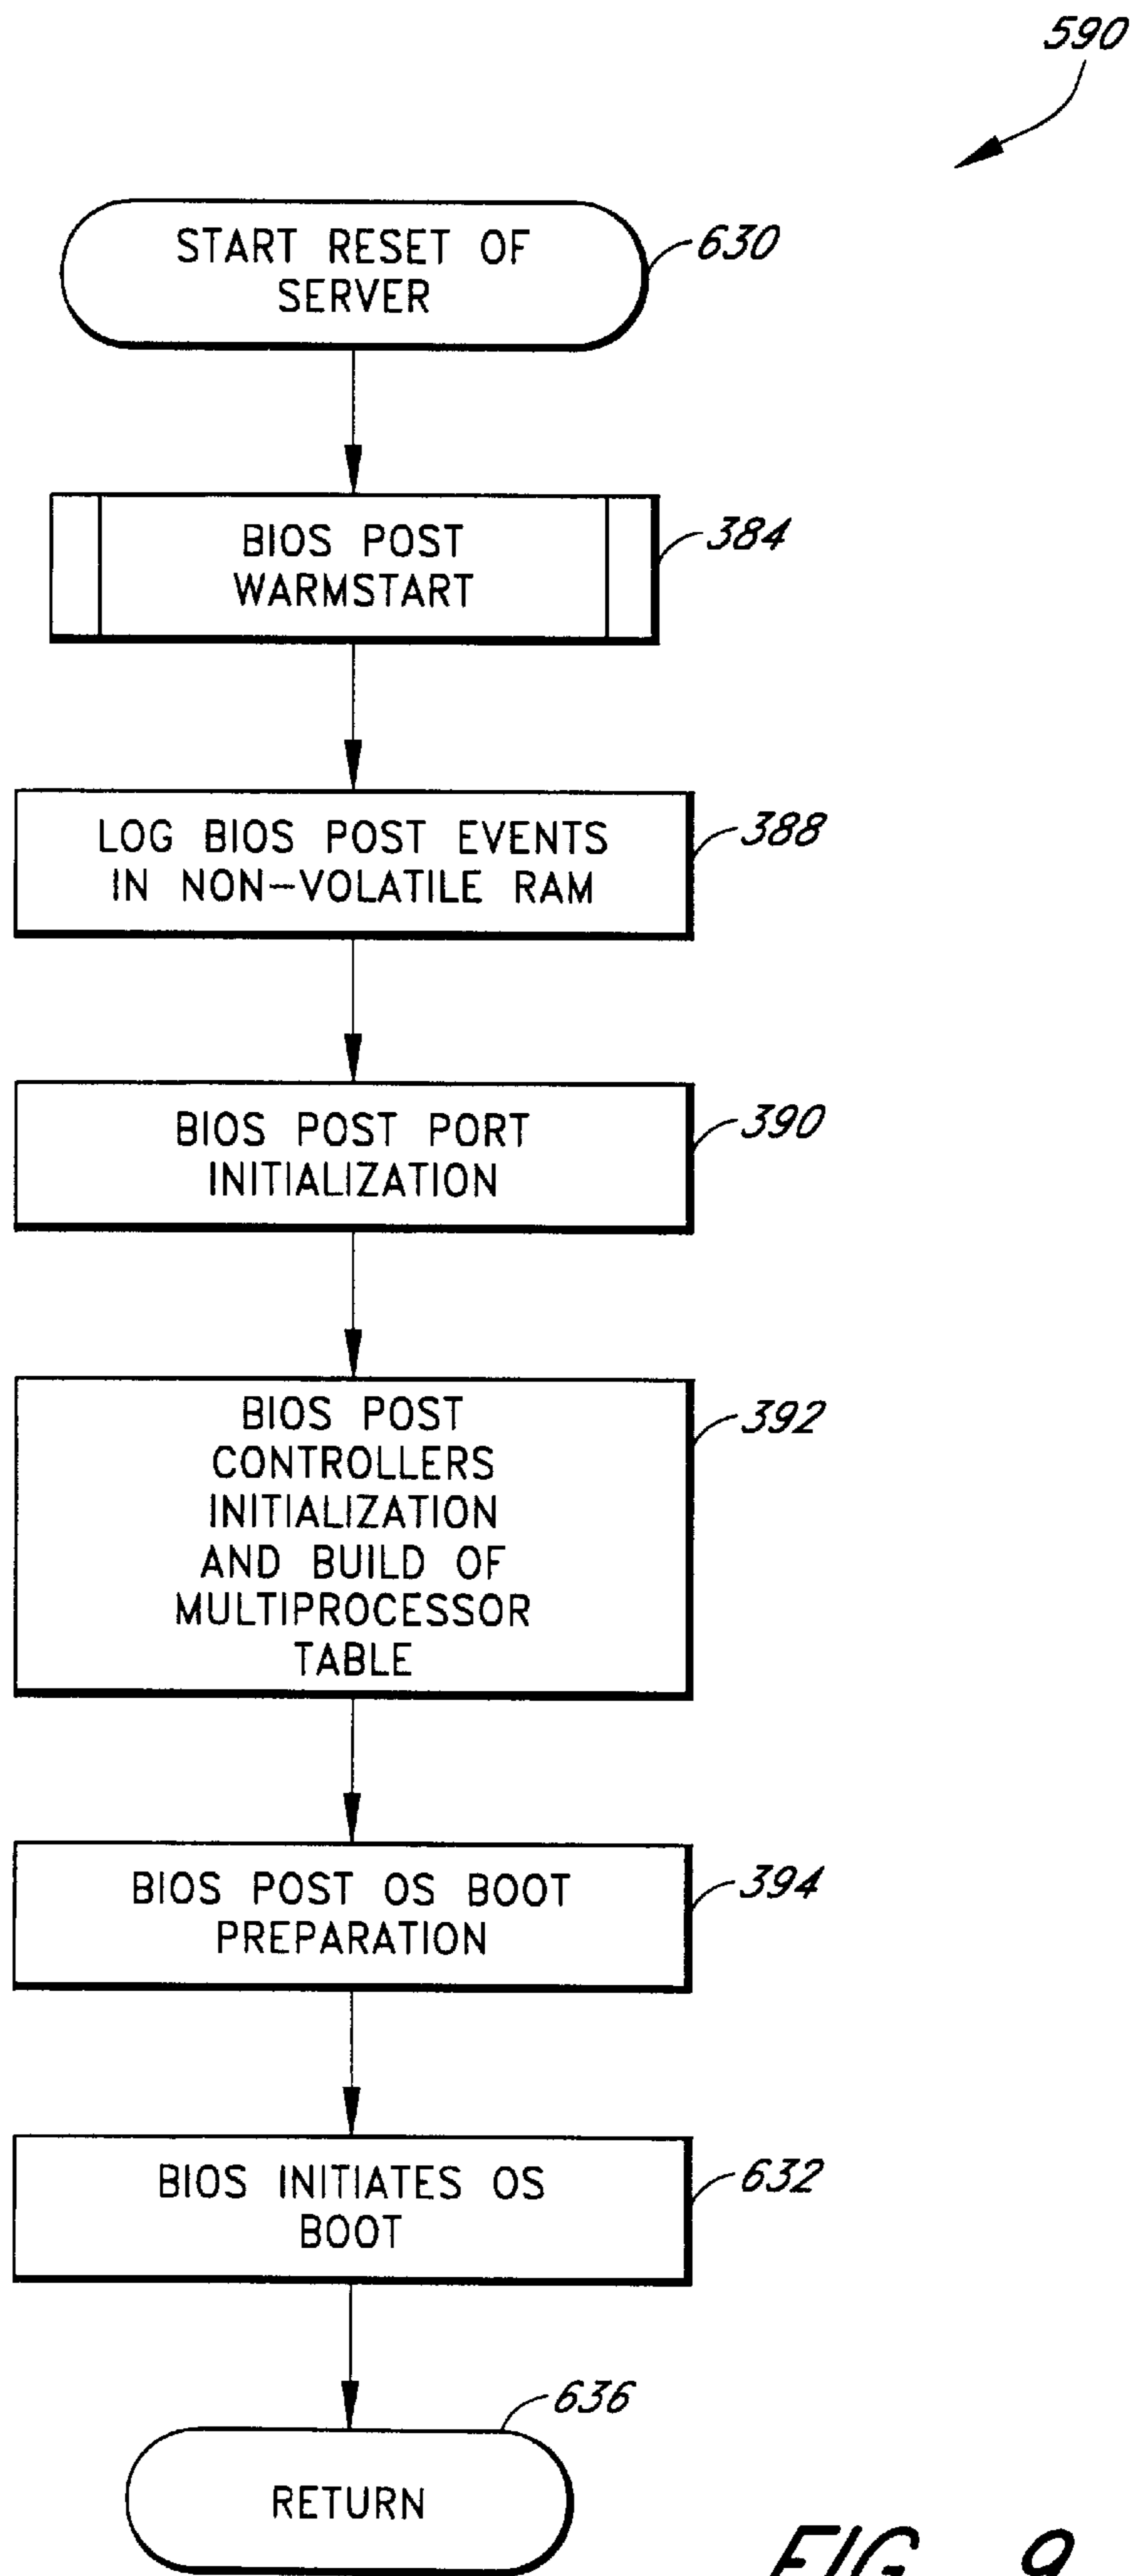 590
START RESET OF
SERVER
630
BIOS POST
WARMSTART
384
LOG BIOS POST EVENTS
IN NON-VOLATILE RAM
388
BIOS POST PORT
INITIALIZATION
390
BIOS POST
CONTROLLERS
INITIALIZATION
AND BUILD OF
MULTIPROCESSOR
TABLE
392
BIOS POST OS BOOT
PREPARATION
394
BIOS INITIATES OS
BOOT
632
636
RETURN
FIG. 9